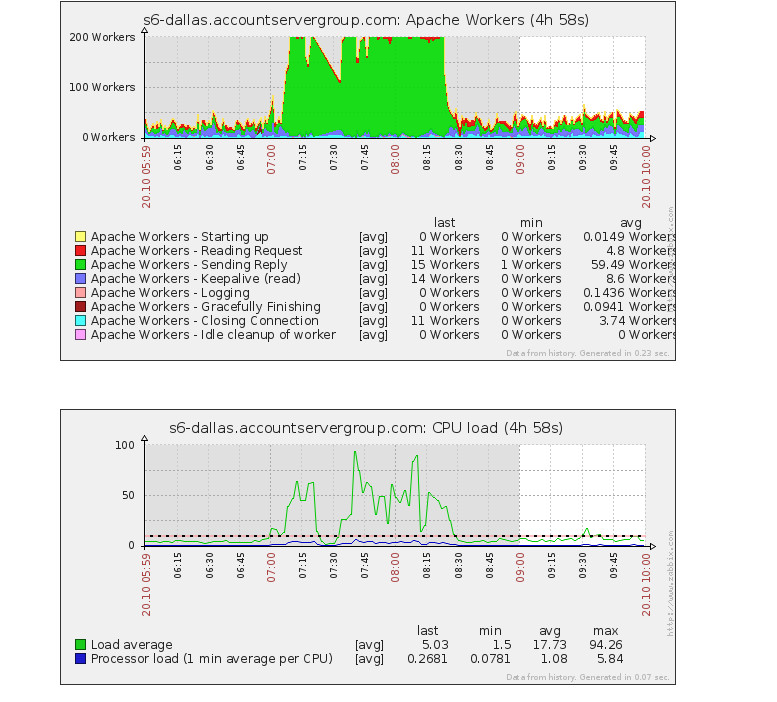 s6-dallas.accountservergroup.com: Apache Workers (4h 58s)
200 Workers
100 Workers
0 Workers
20.10 05:59 06:15 06:30 06:45 07:00 07:15 07:30 07:45 08:00 08:15 08:30 08:45 09:00 09:15 09:30 09:45 20.10 10:00
last min avg
Apache Workers - Starting up [avg] 0 Workers 0 Workers 0.0149 Workers
Apache Workers - Reading Request [avg] 11 Workers 0 Workers 4.8 Workers
Apache Workers - Sending Reply [avg] 15 Workers 1 Workers 59.49 Workers
Apache Workers - Keepalive (read) [avg] 14 Workers 0 Workers 8.6 Workers
Apache Workers - Logging [avg] 0 Workers 0 Workers 0.1436 Workers
Apache Workers - Gracefully Finishing [avg] 0 Workers 0 Workers 0.0941 Workers
Apache Workers - Closing Connection [avg] 11 Workers 0 Workers 3.74 Workers
Apache Workers - Idle cleanup of worker [avg] 0 Workers 0 Workers 0 Workers
Data from history. Generated in 0.23 sec.
s6-dallas.accountservergroup.com: CPU load (4h 58s)
100
50
0
20.10 05:59 06:15 06:30 06:45 07:00 07:15 07:30 07:45 08:00 08:15 08:30 08:45 09:00 09:15 09:30 09:45 20.10 10:00
http://www.zabbix.com
last min avg max
Load average [avg] 5.03 1.5 17.73 94.26
Processor load (1 min average per CPU) [avg] 0.2681 0.0781 1.08 5.84
Data from history. Generated in 0.07 sec.